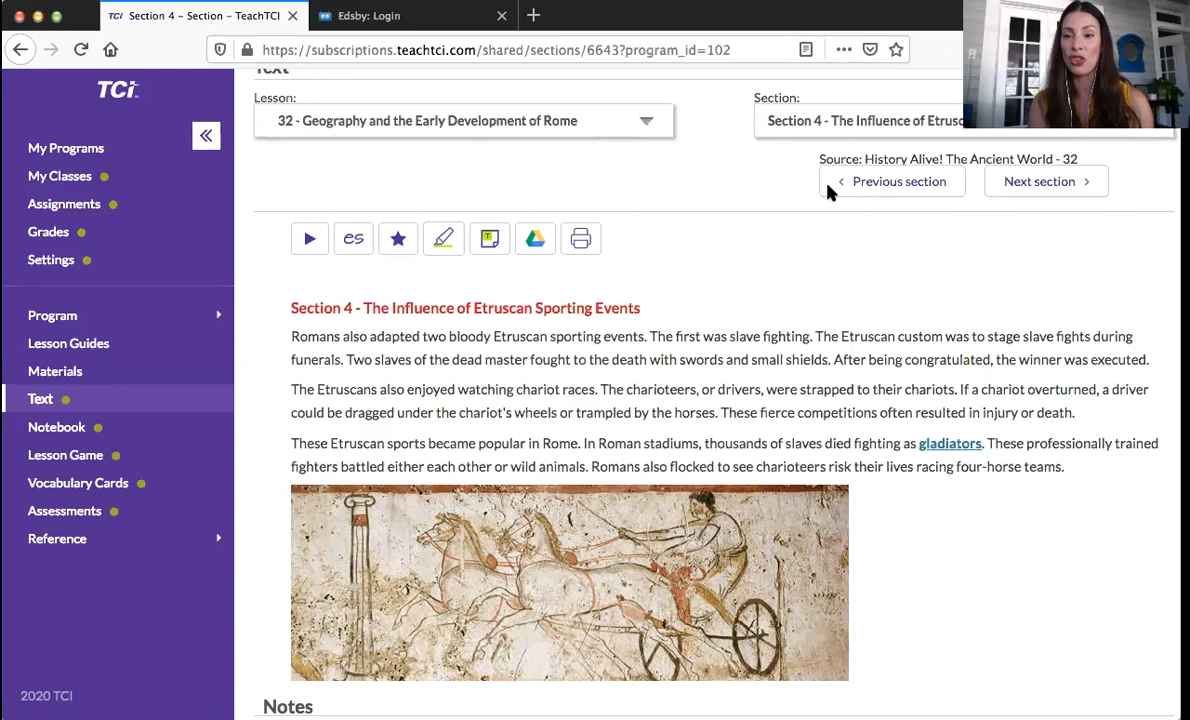 Section 4 – Section – TeachTCI
Edsby: Login
https://subscriptions.teachtci.com/shared/sections/6643?program_id=102
TCi
My Programs
My Classes
Assignments
Grades
Settings
Program
Lesson Guides
Materials
Text
Notebook
Lesson Game
Vocabulary Cards
Assessments
Reference
2020 TCI
Text
Lesson:
32 - Geography and the Early Development of Rome
Section:
Section 4 - The Influence of
Source: History Alive! The Ancient World - 32
Previous section
Next section
es
Section 4 - The Influence of Etruscan Sporting Events
Romans also adapted two bloody Etruscan sporting events. The first was slave fighting. The Etruscan custom was to stage slave fights during
funerals. Two slaves of the dead master fought to the death with swords and small shields. After being congratulated, the winner was executed.
The Etruscans also enjoyed watching chariot races. The charioteers, or drivers, were strapped to their chariots. If a chariot overturned, a driver
could be dragged under the chariot's wheels or trampled by the horses. These fierce competitions often resulted in injury or death.
These Etruscan sports became popular in Rome. In Roman stadiums, thousands of slaves died fighting as gladiators. These professionally trained
fighters battled either each other or wild animals. Romans also flocked to see charioteers risk their lives racing four-horse teams.
Notes